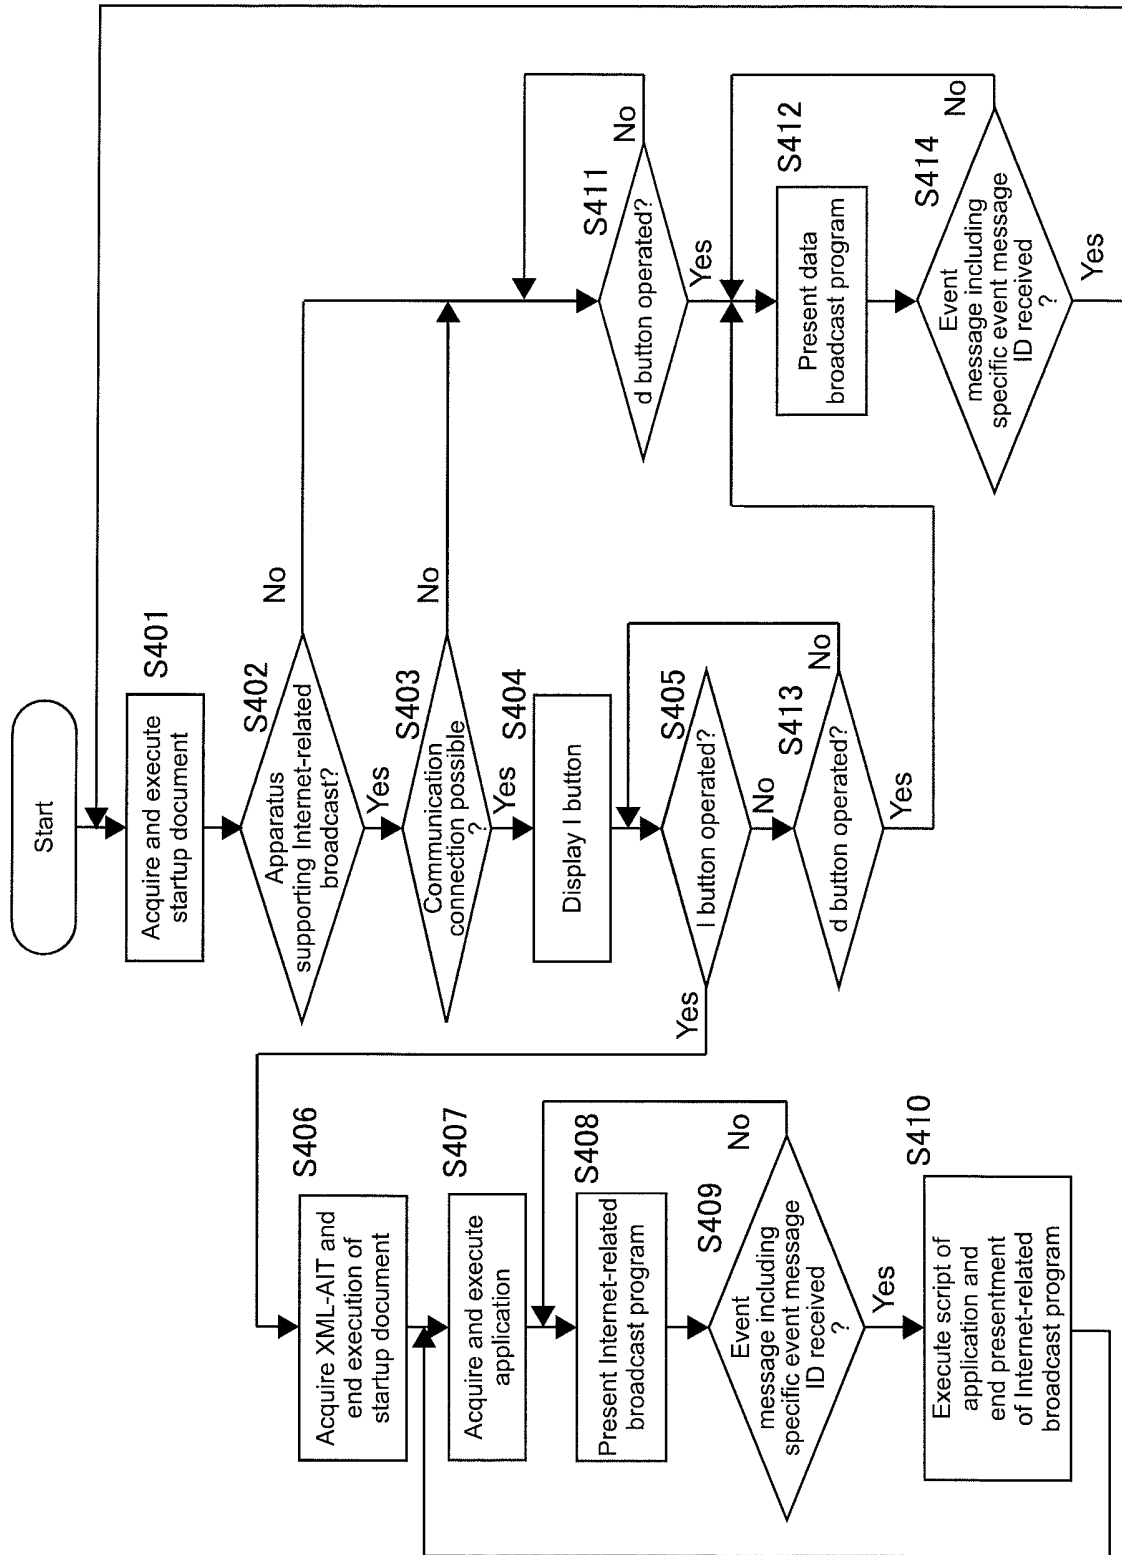 Start
S401
Acquire and execute
startup document
S402
Apparatus
supporting Internet-related
broadcast?
No
Yes
S403
Communication
connection possible
?
No
Yes
S404
Display I button
S405
I button operated?
Yes
No
S413
d button operated?
No
Yes
S406
Acquire XML-AIT and
end execution of
startup document
S407
Acquire and execute
application
S408
Present Internet-related
broadcast program
S409
Event
message including
specific event message
ID received
?
No
Yes
S410
Execute script of
application and
end presentment
of Internet-related
broadcast program
S411
d button operated?
No
Yes
S412
Present data
broadcast program
S414
Event
message including
specific event message
ID received
?
No
Yes